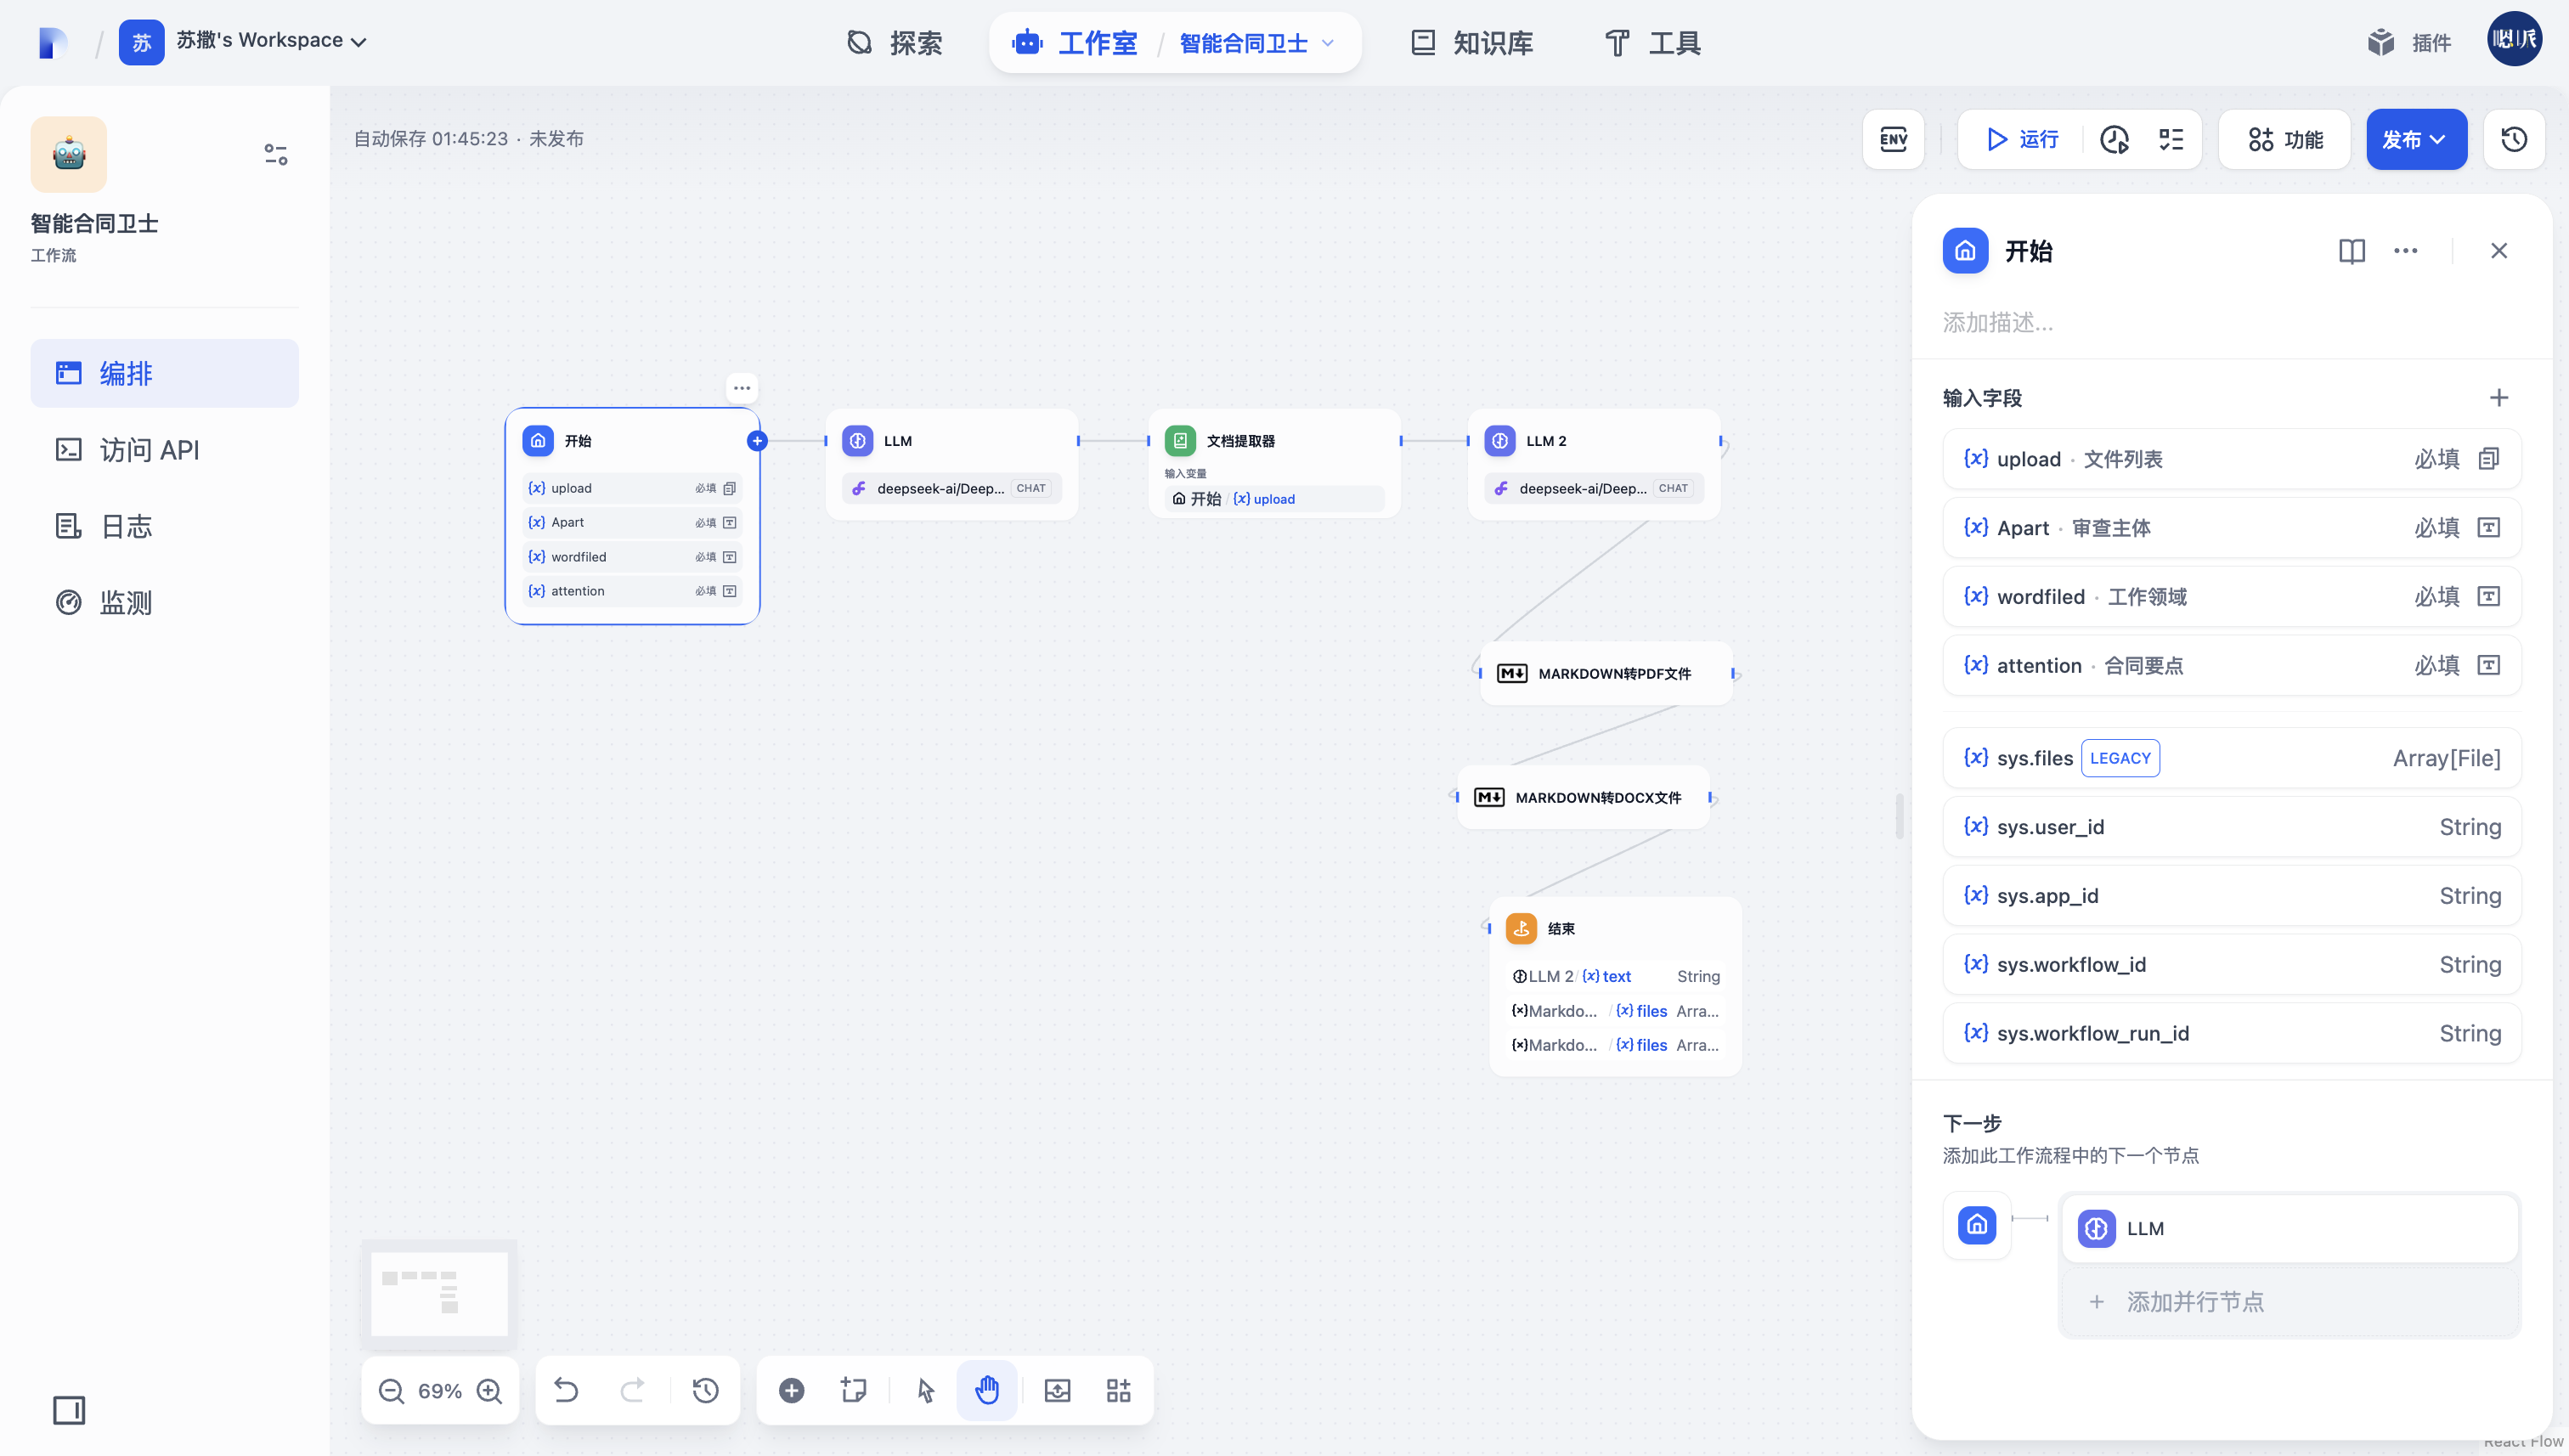 苏 苏撒's Workspace
探索
工作室 / 智能合同卫士
知识库
工具
插件
智能合同卫士
工作流
编排
访问 API
日志
监测
自动保存 01:45:23 · 未发布
ENV
运行
功能
发布
开始
{x} upload 必填
{x} Apart 必填
{x} wordfiled 必填
{x} attention 必填
LLM
deepseek-ai/Deep... CHAT
文档提取器
输入变量
开始 / {x} upload
LLM 2
deepseek-ai/Deep... CHAT
MARKDOWN转PDF文件
MARKDOWN转DOCX文件
结束
LLM 2 / {x} text String
{×}Markdo... / {x} files Arra...
{×}Markdo... / {x} files Arra...
69%
开始
添加描述...
输入字段
{x} upload · 文件列表 必填
{x} Apart · 审查主体 必填
{x} wordfiled · 工作领域 必填
{x} attention · 合同要点 必填
{x} sys.files LEGACY Array[File]
{x} sys.user_id String
{x} sys.app_id String
{x} sys.workflow_id String
{x} sys.workflow_run_id String
下一步
添加此工作流程中的下一个节点
LLM
添加并行节点
React Flow